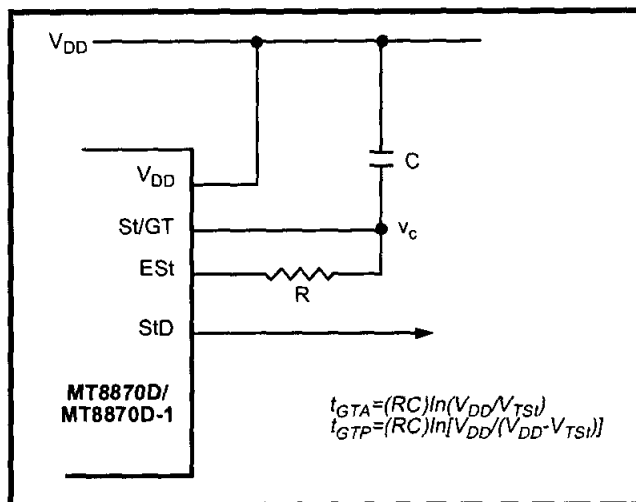 V_DD
V_DD
C
St/GT
v_c
ESt
R
StD
MT8870D/
MT8870D-1
t_GTA=(RC)ln(V_DD/V_TSt)
t_GTP=(RC)ln[V_DD/(V_DD-V_TSt)]